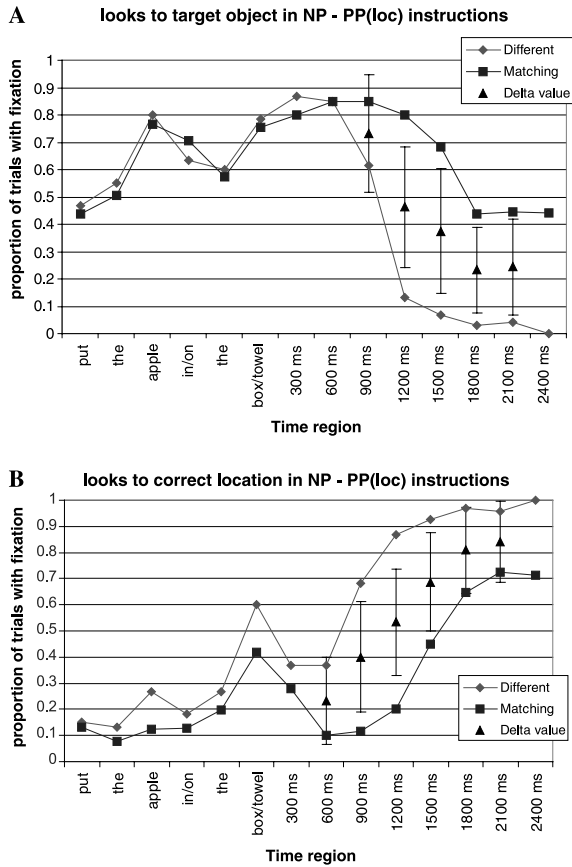 A
looks to target object in NP - PP(loc) instructions
Different
Matching
Delta value
proportion of trials with fixation
1
0.9
0.8
0.7
0.6
0.5
0.4
0.3
0.2
0.1
0
put
the
apple
in/on
the
box/towel
300 ms
600 ms
900 ms
1200 ms
1500 ms
1800 ms
2100 ms
2400 ms
Time region
B
looks to correct location in NP - PP(loc) instructions
proportion of trials with fixation
1
0.9
0.8
0.7
0.6
0.5
0.4
0.3
0.2
0.1
0
Different
Matching
Delta value
put
the
apple
in/on
the
box/towel
300 ms
600 ms
900 ms
1200 ms
1500 ms
1800 ms
2100 ms
2400 ms
Time region